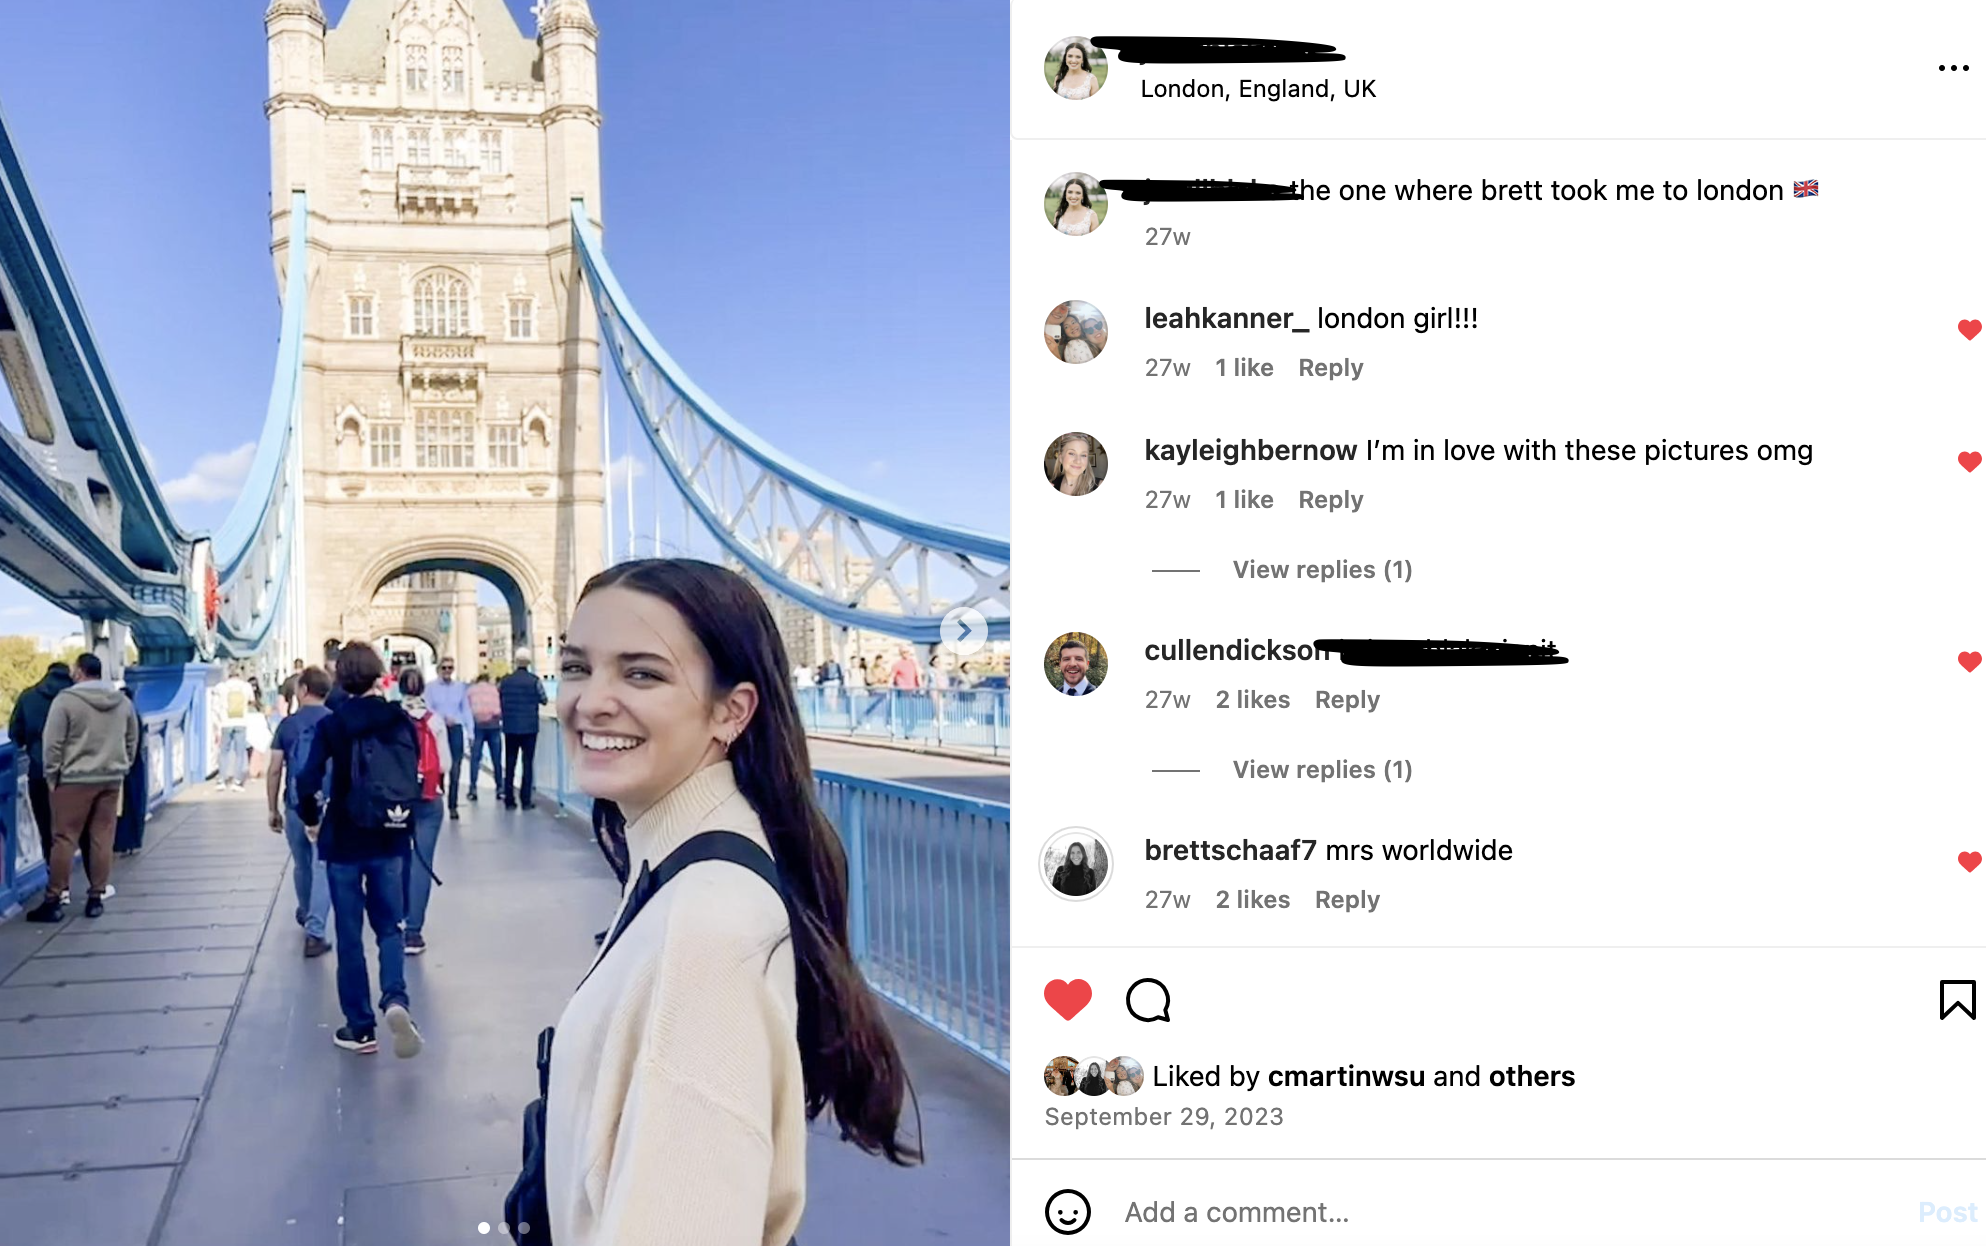 London, England, UK
the one where brett took me to london 🇬🇧
27w
leahkanner_ london girl!!!
27w 1 like Reply
kayleighbernow I’m in love with these pictures omg
27w 1 like Reply
View replies (1)
cullendickson
27w 2 likes Reply
View replies (1)
brettschaaf7 mrs worldwide
27w 2 likes Reply
Liked by cmartinwsu and others
September 29, 2023
Add a comment...
Post